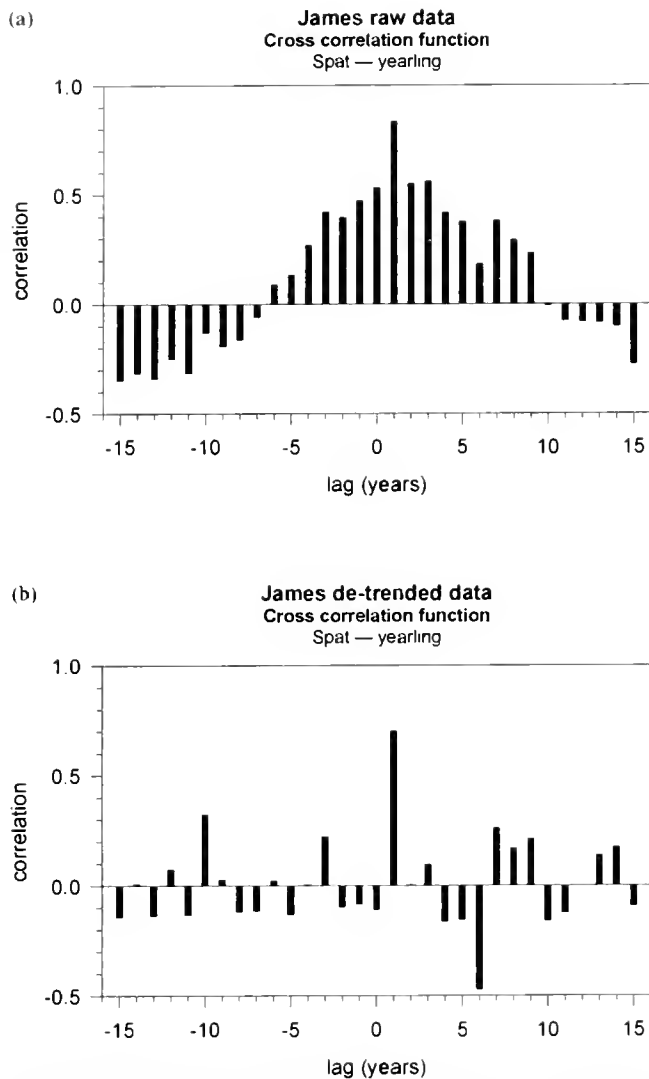 (a)
James raw data
Cross correlation function
Spat — yearling
1.0
0.5
0.0
-0.5
correlation
-15 -10 -5 0 5 10 15
lag (years)
(b)
James de-trended data
Cross correlation function
Spat — yearling
1.0
0.5
0.0
-0.5
correlation
-15 -10 -5 0 5 10 15
lag (years)